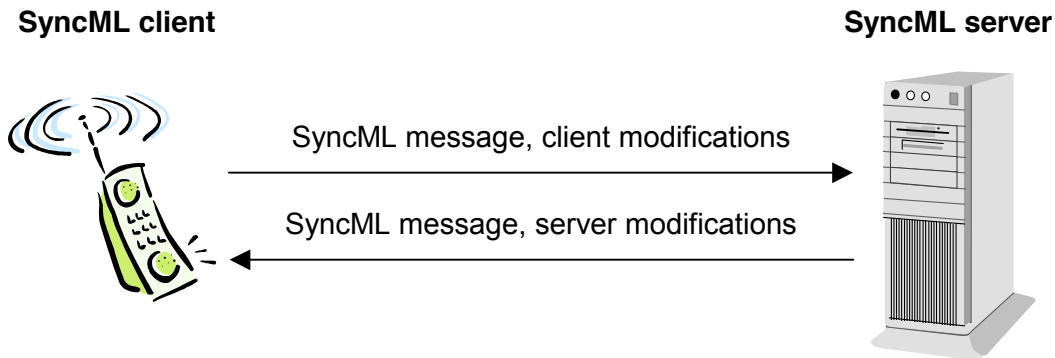 SyncML client
SyncML server
SyncML message, client modifications
SyncML message, server modifications